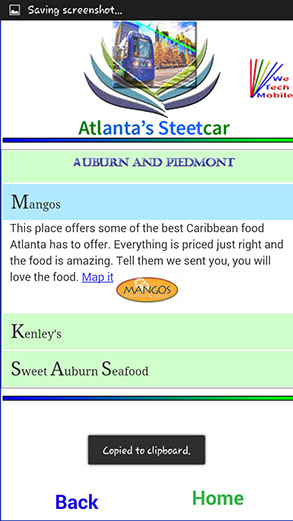 Saving screenshot...
We
Tech
Mobile
Atlanta's Steetcar
AUBURN AND PIEDMONT
Mangos
This place offers some of the best Caribbean food
Atlanta has to offer. Everything is priced just right and
the food is amazing. Tell them we sent you, you will
love the food. Map it
MANGOS
Kenley's
Sweet Auburn Seafood
Copied to clipboard.
Back
Home